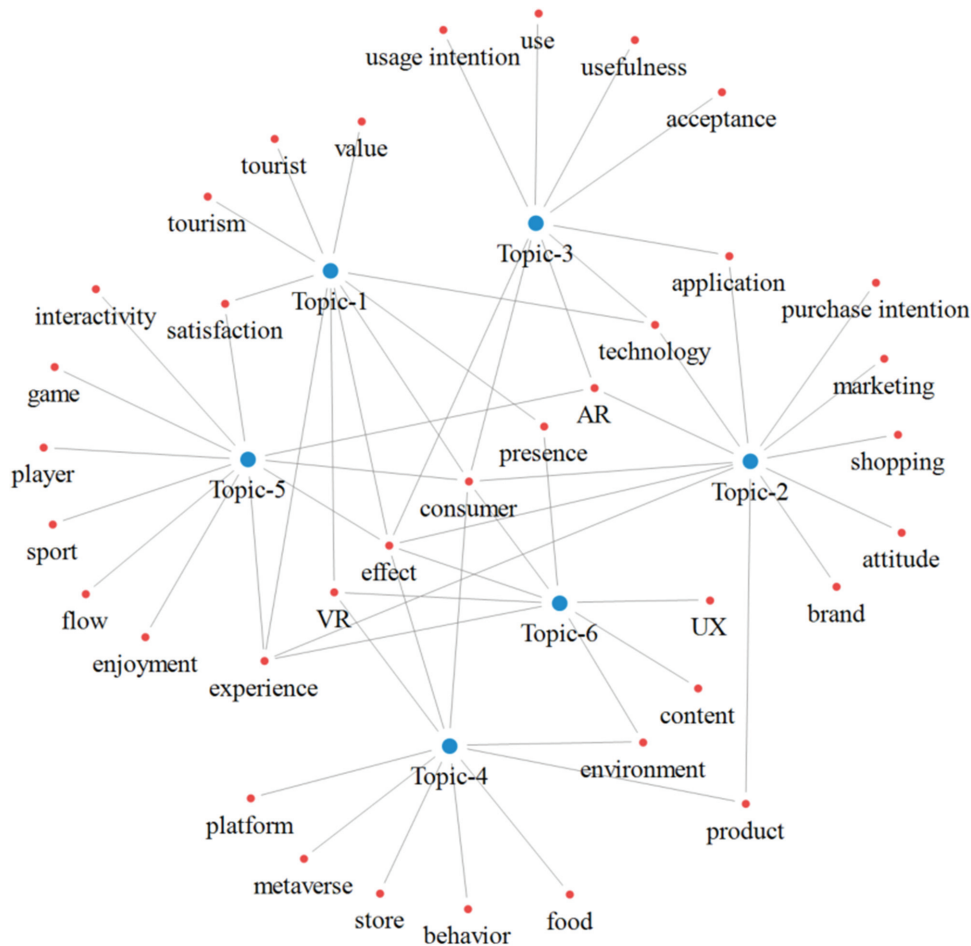 use
usage intention
usefulness
acceptance
value
tourist
tourism
Topic-3
application
Topic-1
purchase intention
interactivity
satisfaction
technology
marketing
game
AR
presence
shopping
player
Topic-5
Topic-2
consumer
sport
attitude
effect
flow
VR
Topic-6
UX
brand
enjoyment
experience
content
environment
Topic-4
platform
product
metaverse
store
behavior
food